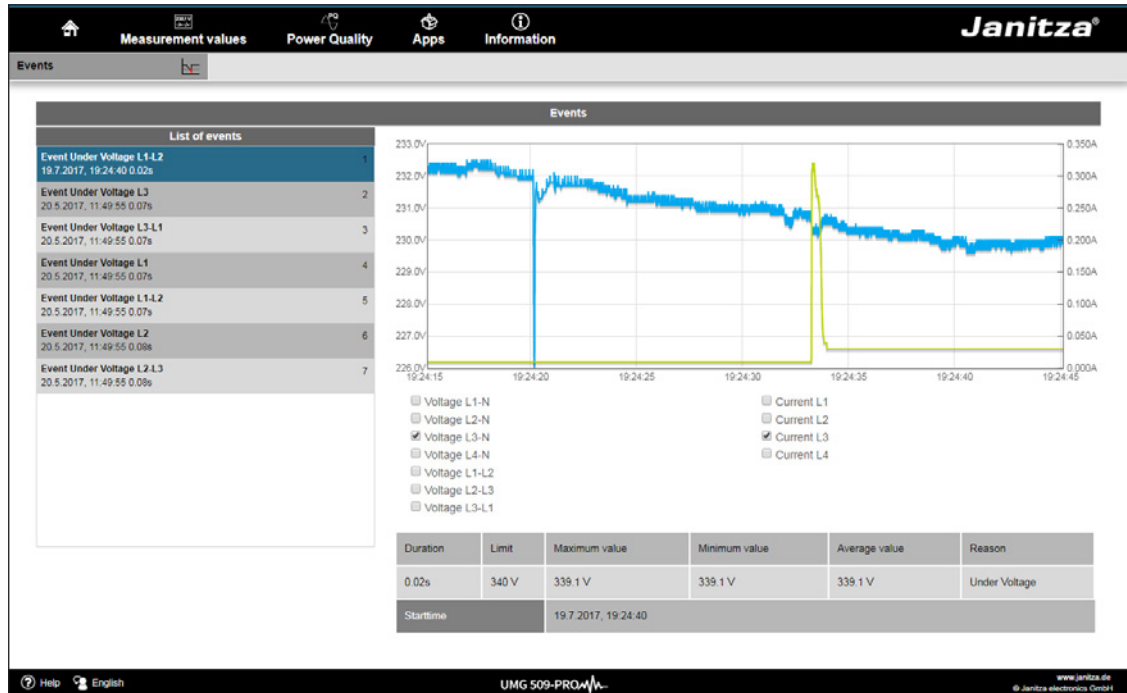 Measurement values
Power Quality
Apps
Information
Janitza®
Events
Events
List of events
Event Under Voltage L1-L2
1
19.7.2017, 19:24:40 0.02s
Event Under Voltage L3
2
20.5.2017, 11:49:55 0.07s
Event Under Voltage L3-L1
3
20.5.2017, 11:49:55 0.07s
Event Under Voltage L1
4
20.5.2017, 11:49:55 0.07s
Event Under Voltage L1-L2
5
20.5.2017, 11:49:55 0.07s
Event Under Voltage L2
6
20.5.2017, 11:49:55 0.08s
Event Under Voltage L2-L3
7
20.5.2017, 11:49:55 0.08s
233.0V
232.0V
231.0V
230.0V
229.0V
228.0V
227.0V
226.0V
0.350A
0.300A
0.250A
0.200A
0.150A
0.100A
0.050A
0.000A
19:24:15 19:24:20 19:24:25 19:24:30 19:24:35 19:24:40 19:24:45
Voltage L1-N
Voltage L2-N
Voltage L3-N
Voltage L4-N
Voltage L1-L2
Voltage L2-L3
Voltage L3-L1
Current L1
Current L2
Current L3
Current L4
Duration Limit Maximum value Minimum value Average value Reason
0.02s 340 V 339.1 V 339.1 V 339.1 V Under Voltage
Starttime 19.7.2017, 19:24:40
? Help English
UMG 509-PRO
www.janitza.de
© Janitza electronics GmbH